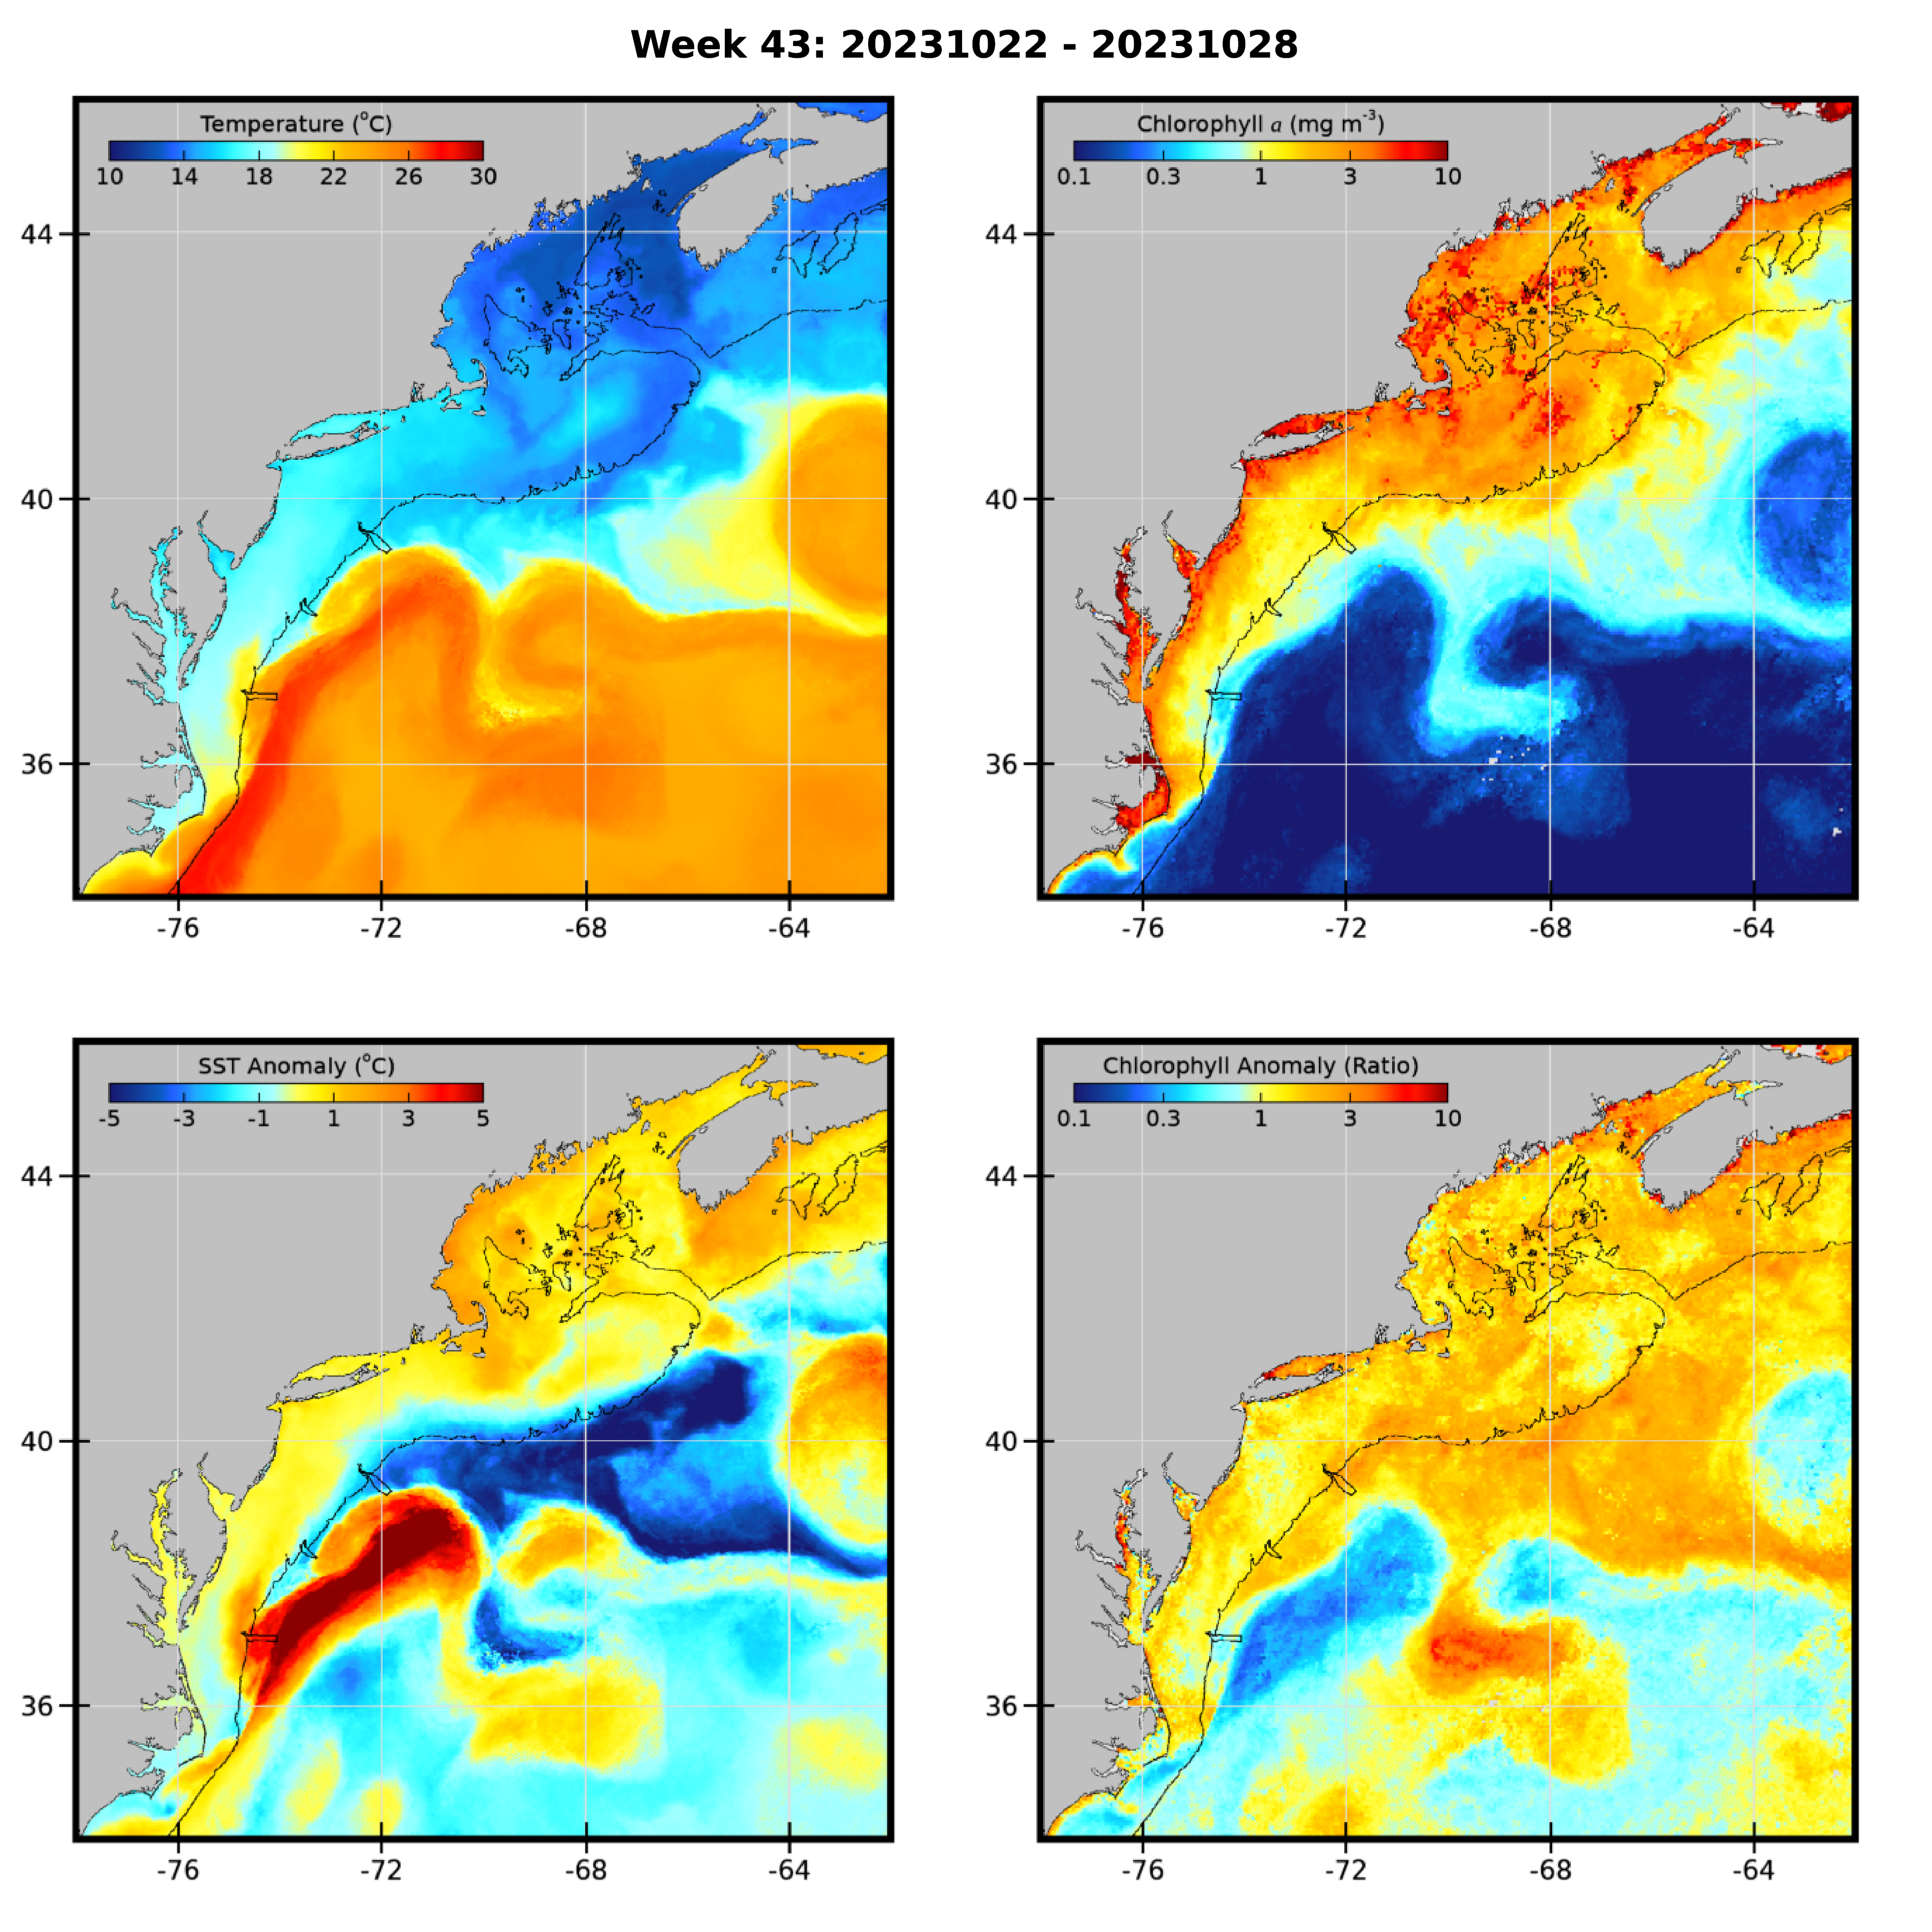 Week 43: 20231022 - 20231028
Temperature (°C)
10 14 18 22 26 30
44
40
36
-76 -72 -68 -64
Chlorophyll a (mg m⁻³)
0.1 0.3 1 3 10
44
40
36
-76 -72 -68 -64
SST Anomaly (°C)
-5 -3 -1 1 3 5
44
40
36
-76 -72 -68 -64
Chlorophyll Anomaly (Ratio)
0.1 0.3 1 3 10
44
40
36
-76 -72 -68 -64